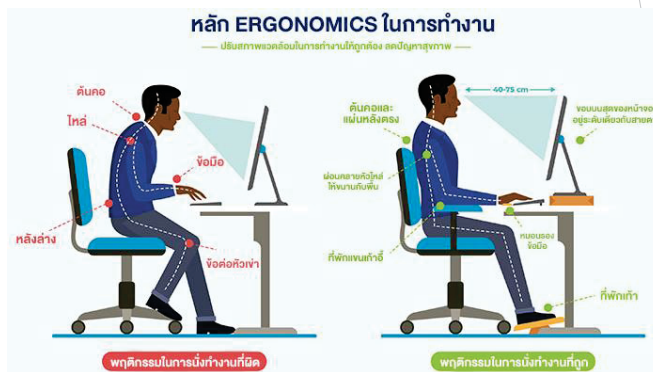 หลัก ERGONOMICS ในการทำงาน
ปรับสภาพแวดล้อมในการทำงานให้ถูกต้อง ลดปัญหาสุขภาพ
ต้นคอ
ไหล่
ข้อมือ
หลังล่าง
ข้อต่อหัวเข่า
พฤติกรรมในการนั่งทำงานที่ผิด
40-75 cm
ต้นคอและ
แผ่นหลังตรง
ขอบบนสุดของหน้าจอ
อยู่ระดับเดียวกับสายตา
ผ่อนคลายหัวไหล่
ให้ขนานกับพื้น
หมอนรอง
ข้อมือ
ที่พักแขนเก้าอี้
ที่พักเท้า
พฤติกรรมในการนั่งทำงานที่ถูก